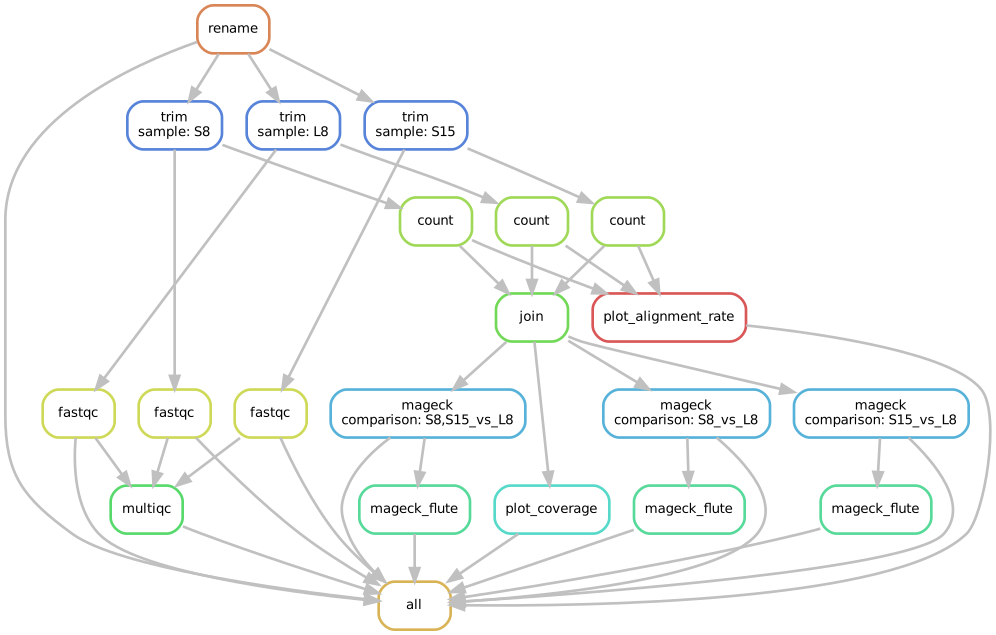 rename
trim
sample: S8
trim
sample: L8
trim
sample: S15
count
count
count
join
plot_alignment_rate
fastqc
fastqc
fastqc
mageck
comparison: S8,S15_vs_L8
mageck
comparison: S8_vs_L8
mageck
comparison: S15_vs_L8
multiqc
mageck_flute
plot_coverage
mageck_flute
mageck_flute
all